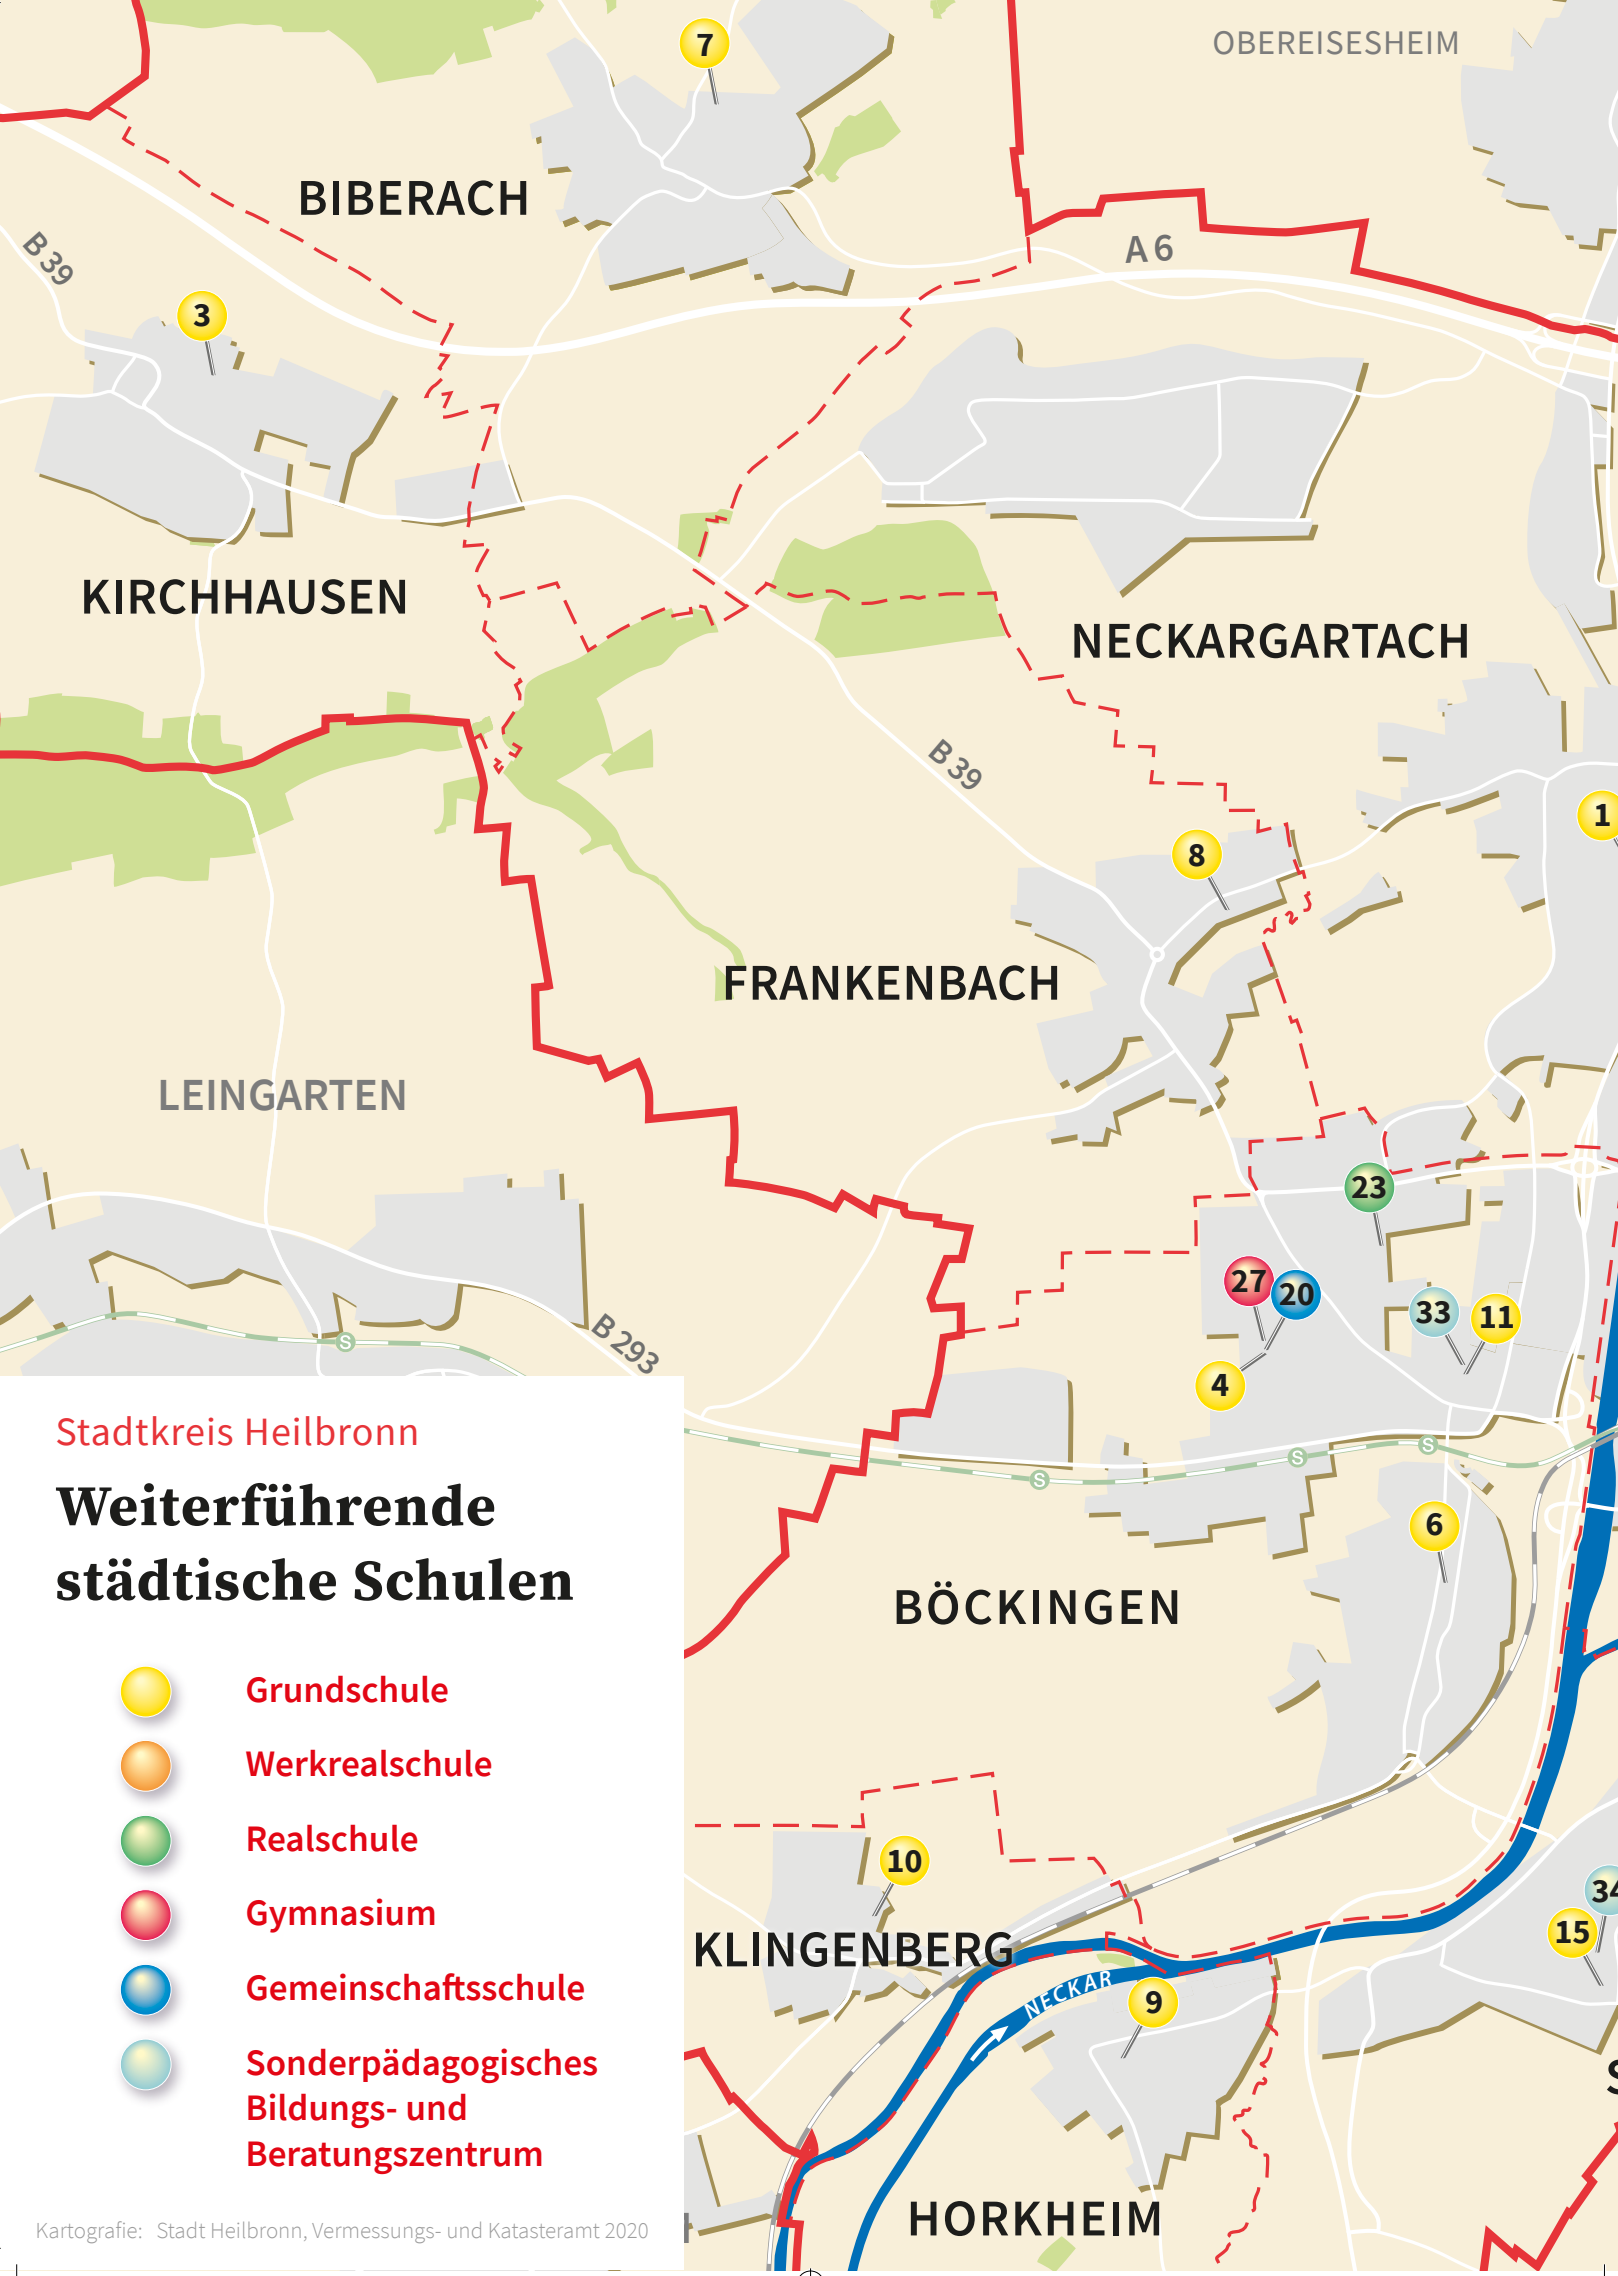 7
OBEREISESHEIM
BIBERACH
A 6
B 39
3
KIRCHHAUSEN
NECKARGARTACH
B 39
1
8
FRANKENBACH
LEINGARTEN
23
27
20
33
11
B 293
S
4
S
S
S
6
BÖCKINGEN
Stadtkreis Heilbronn
Weiterführende
städtische Schulen
Grundschule
Werkrealschule
Realschule
Gymnasium
Gemeinschaftsschule
Sonderpädagogisches
Bildungs- und
Beratungszentrum
10
34
15
KLINGENBERG
NECKAR
9
S
HORKHEIM
Kartografie: Stadt Heilbronn, Vermessungs- und Katasteramt 2020